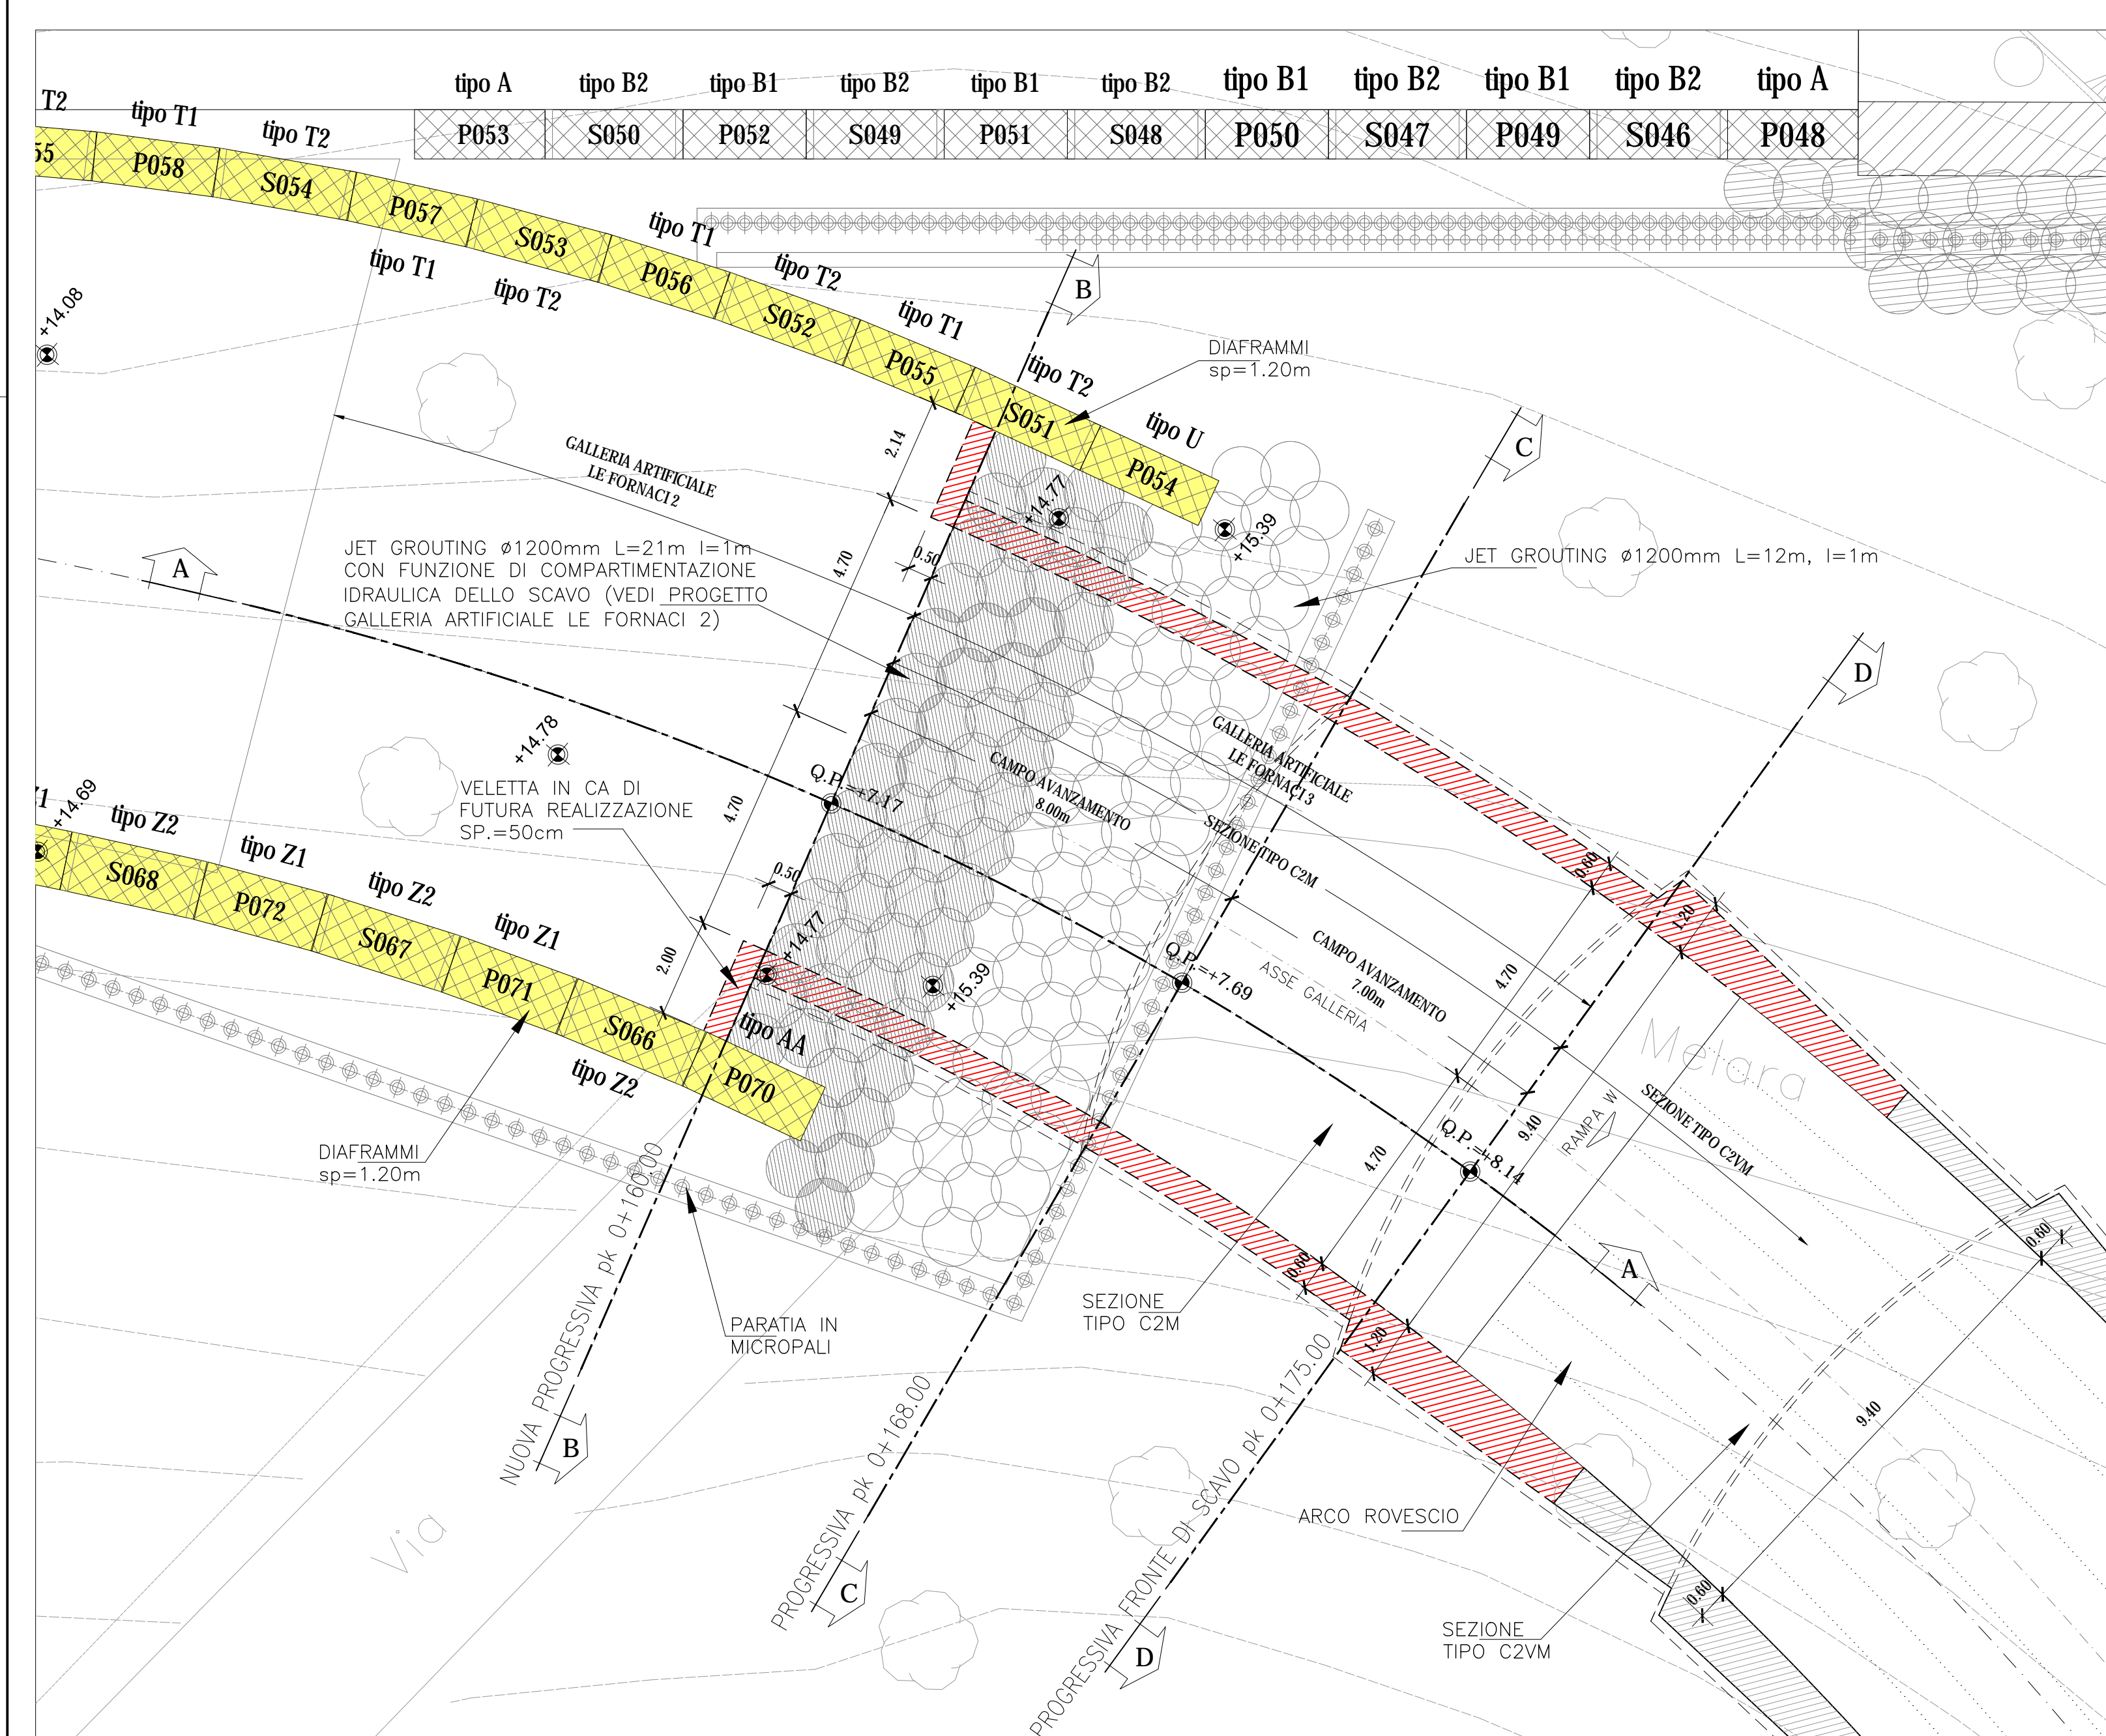 tipo A tipo B2 tipo B1 tipo B2 tipo B1 tipo B2 tipo B1 tipo B2 tipo B1 tipo B2 tipo A
P053 S050 P052 S049 P051 S048 P050 S047 P049 S046 P048
T2 tipo T1 tipo T2 tipo T1 tipo T2 tipo T1 tipo T2 tipo U
55 P058 S054 P057 S053 P056 S052 P055 S051 P054
tipo T1 tipo T2
+14.08
B
DIAFRAMMI
sp=1.20m
C
2.14
GALLERIA ARTIFICIALE
LE FORNACI 2
+14.77
+15.39
JET GROUTING ø1200mm L=21m I=1m
CON FUNZIONE DI COMPARTIMENTAZIONE
IDRAULICA DELLO SCAVO (VEDI PROGETTO
GALLERIA ARTIFICIALE LE FORNACI 2)
A
4.70
0.50
JET GROUTING ø1200mm L=12m, I=1m
D
+14.78
+14.69
VELETTA IN CA DI
FUTURA REALIZZAZIONE
SP.=50cm
Q.P.=+7.17
4.70
0.50
CAMPO AVANZAMENTO
8.00m
GALLERIA ARTIFICIALE
LE FORNACI 3
SEZIONE TIPO C2M
Z1 tipo Z2 tipo Z1 tipo Z2 tipo Z1
S068 P072 S067 P071 S066 P070
tipo Z2
tipo AA
2.00
+14.77
+15.39
Q.P.=+7.69
ASSE GALLERIA
CAMPO AVANZAMENTO
7.00m
0.60
1.20
4.70
4.70
9.40
Melara
RAMPA W
SEZIONE TIPO C2VM
Q.P.=+8.14
A
0.60
DIAFRAMMI
sp=1.20m
PARATIA IN
MICROPALI
SEZIONE
TIPO C2M
0.60
1.20
9.40
NUOVA PROGRESSIVA pk 0+160.00
B
PROGRESSIVA pk 0+168.00
C
PROGRESSIVA FRONTE DI SCAVO pk 0+175.00
D
Via
ARCO ROVESCIO
0.60
SEZIONE
TIPO C2VM